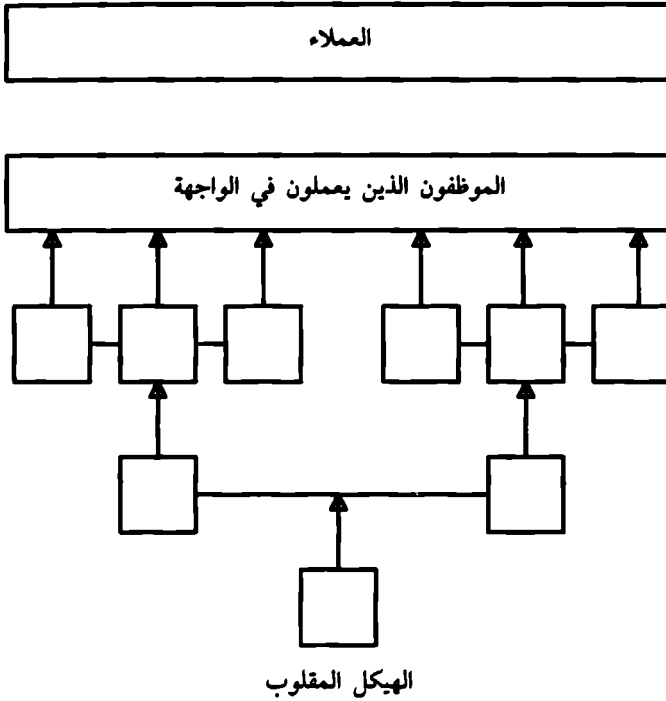 العملاء
الموظفون الذين يعملون في الواجهة
الهيكل المقلوب